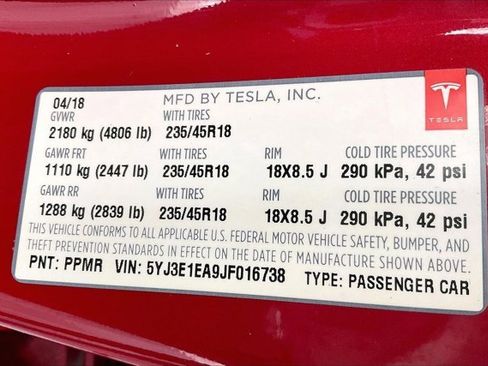 04/18 MFD BY TESLA, INC.
GVWR WITH TIRES
2180 kg (4806 lb) 235/45R18
TESLA
GAWR FRT WITH TIRES RIM COLD TIRE PRESSURE
1110 kg (2447 lb) 235/45R18 18X8.5 J 290 kPa, 42 psi
GAWR RR WITH TIRES RIM COLD TIRE PRESSURE
1288 kg (2839 lb) 235/45R18 18X8.5 J 290 kPa, 42 psi
THIS VEHICLE CONFORMS TO ALL APPLICABLE U.S. FEDERAL MOTOR VEHICLE SAFETY, BUMPER, AND
THEFT PREVENTION STANDARDS IN EFFECT ON THE DATE OF MANUFACTURE SHOWN ABOVE.
PNT: PPMR VIN: 5YJ3E1EA9JF016738 TYPE: PASSENGER CAR